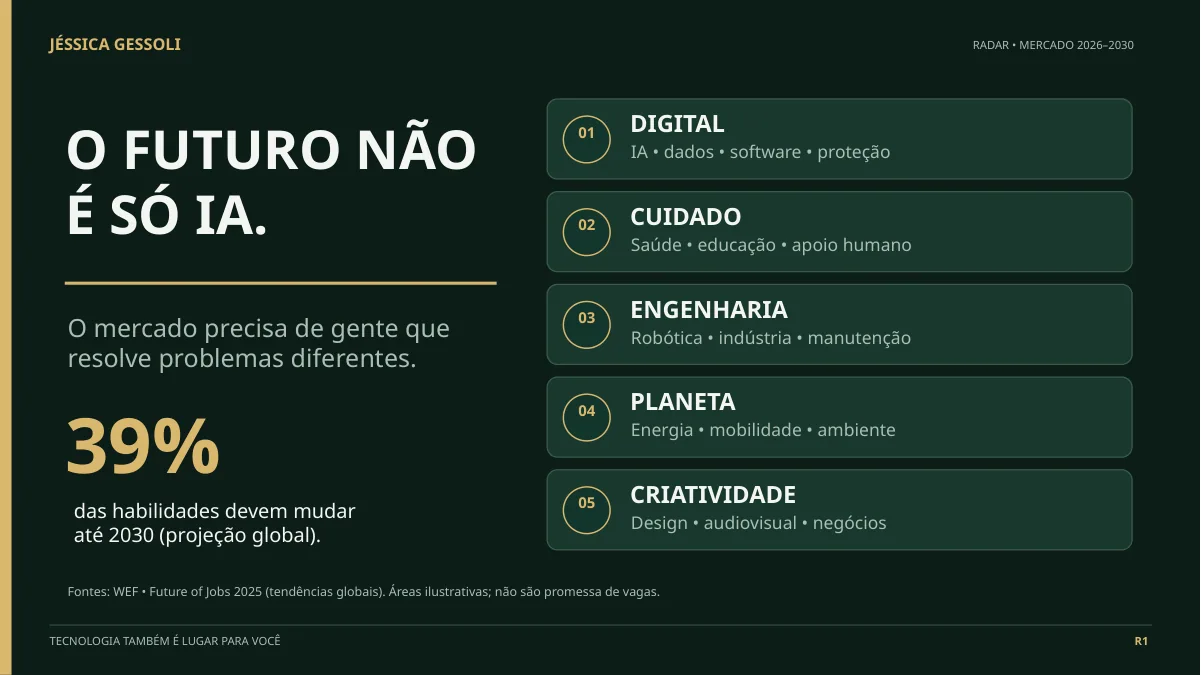 JÉSSICA GESSOLI
RADAR • MERCADO 2026–2030
O FUTURO NÃO
É SÓ IA.
O mercado precisa de gente que
resolve problemas diferentes.
39%
das habilidades devem mudar
até 2030 (projeção global).
01
DIGITAL
IA • dados • software • proteção
02
CUIDADO
Saúde • educação • apoio humano
03
ENGENHARIA
Robótica • indústria • manutenção
04
PLANETA
Energia • mobilidade • ambiente
05
CRIATIVIDADE
Design • audiovisual • negócios
Fontes: WEF • Future of Jobs 2025 (tendências globais). Áreas ilustrativas; não são promessa de vagas.
TECNOLOGIA TAMBÉM É LUGAR PARA VOCÊ
R1